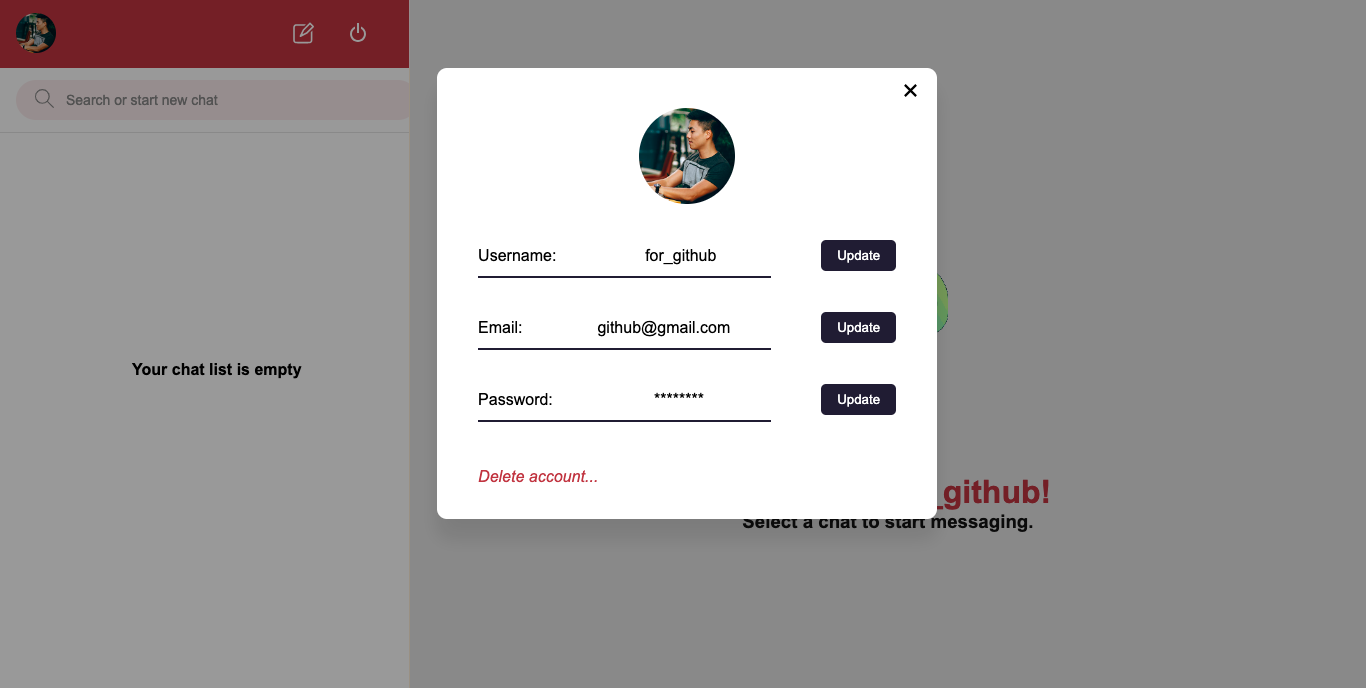 Search or start new chat
Your chat list is empty
Username: for_github Update
Email: github@gmail.com Update
Password: ******** Update
Delete account...
_github!
Select a chat to start messaging.